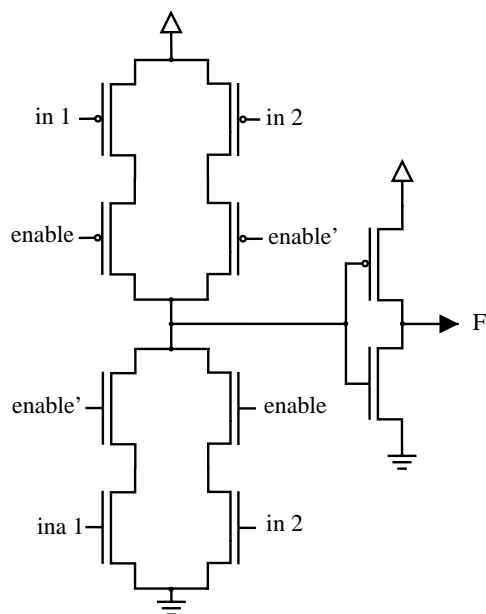 in 1
in 2
enable
enable’
F
enable’
enable
ina 1
in 2